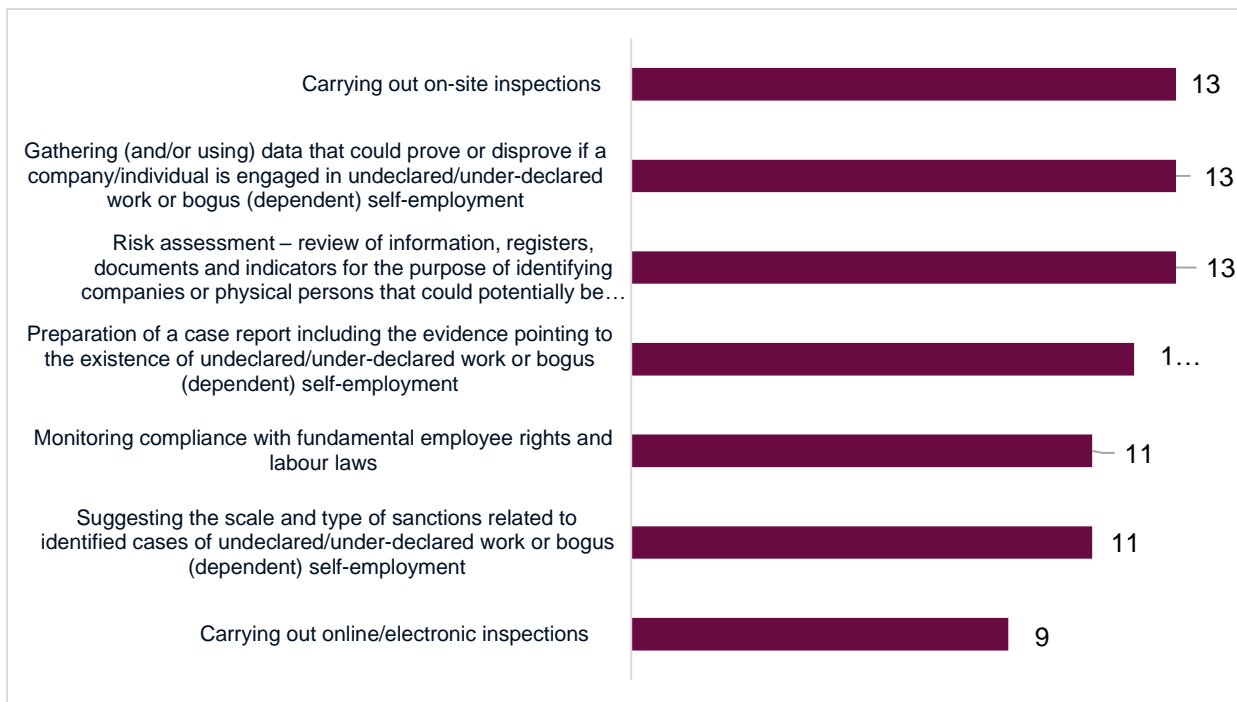 Carrying out on-site inspections
13
Gathering (and/or using) data that could prove or disprove if a
company/individual is engaged in undeclared/under-declared
work or bogus (dependent) self-employment
13
Risk assessment – review of information, registers,
documents and indicators for the purpose of identifying
companies or physical persons that could potentially be…
13
Preparation of a case report including the evidence pointing to
the existence of undeclared/under-declared work or bogus
(dependent) self-employment
1…
Monitoring compliance with fundamental employee rights and
labour laws
11
Suggesting the scale and type of sanctions related to
identified cases of undeclared/under-declared work or bogus
(dependent) self-employment
11
Carrying out online/electronic inspections
9